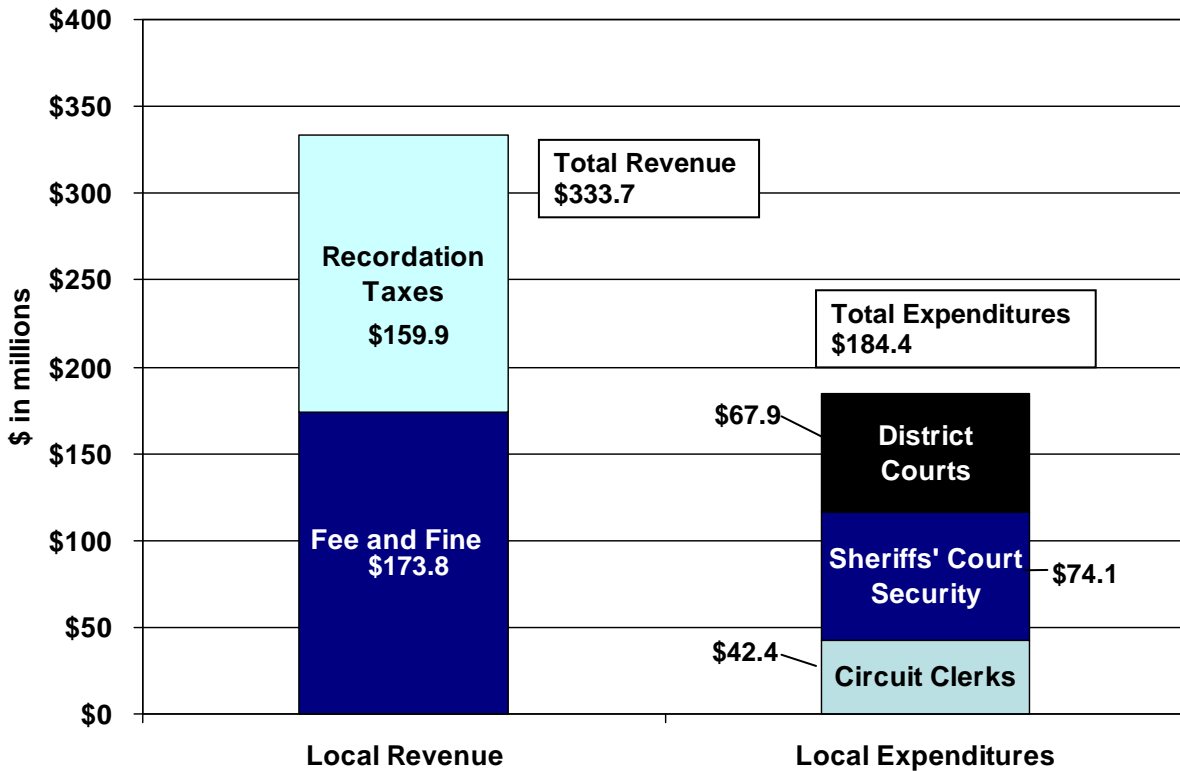 $ in millions
$400
$350
$300
$250
$200
$150
$100
$50
$0
Recordation
Taxes
$159.9
Fee and Fine
$173.8
Total Revenue
$333.7
Total Expenditures
$184.4
$67.9
District
Courts
Sheriffs' Court
Security
$74.1
$42.4
Circuit Clerks
Local Revenue
Local Expenditures